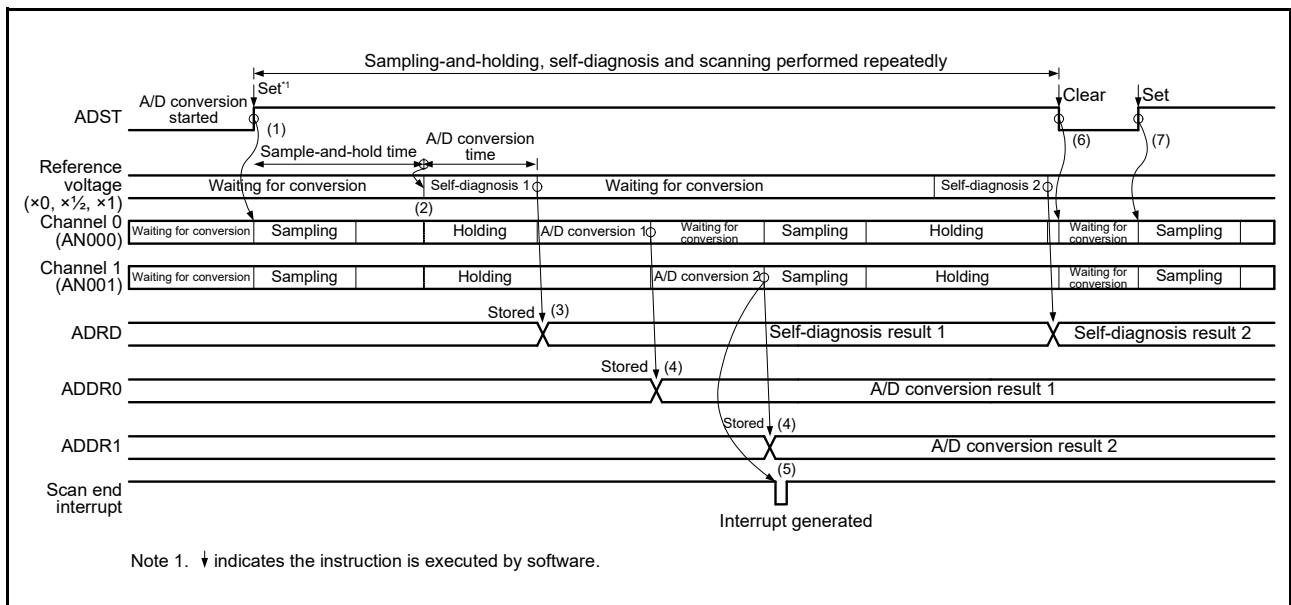 Sampling-and-holding, self-diagnosis and scanning performed repeatedly
ADST
A/D conversion
started
Set*1
Clear
Set
(1)
(6)
(7)
Sample-and-hold time
A/D conversion
time
Reference
voltage
(×0, ×½, ×1)
Waiting for conversion
Self-diagnosis 1
Waiting for conversion
Self-diagnosis 2
(2)
Channel 0
(AN000)
Waiting for conversion
Sampling
Holding
A/D conversion 1
Waiting for
conversion
Sampling
Holding
Waiting for
conversion
Sampling
Channel 1
(AN001)
Waiting for conversion
Sampling
Holding
A/D conversion 2
Sampling
Holding
Waiting for
conversion
Sampling
Stored
(3)
ADRD
Self-diagnosis result 1
Self-diagnosis result 2
Stored
(4)
ADDR0
A/D conversion result 1
Stored
(4)
ADDR1
A/D conversion result 2
(5)
Scan end
interrupt
Interrupt generated
Note 1. ↓ indicates the instruction is executed by software.